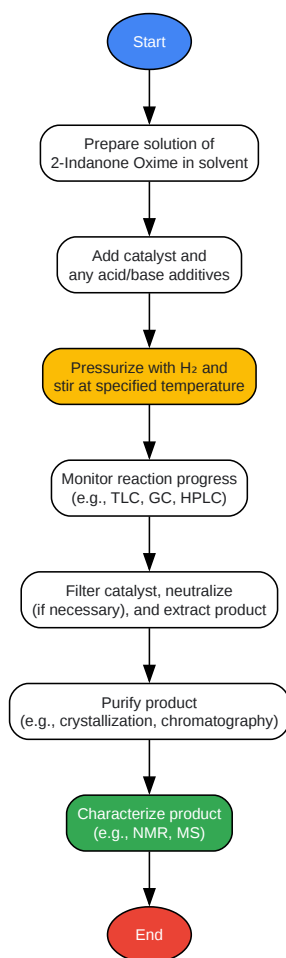 Start
Prepare solution of
2-Indanone Oxime in solvent
Add catalyst and
any acid/base additives
Pressurize with H₂ and
stir at specified temperature
Monitor reaction progress
(e.g., TLC, GC, HPLC)
Filter catalyst, neutralize
(if necessary), and extract product
Purify product
(e.g., crystallization, chromatography)
Characterize product
(e.g., NMR, MS)
End